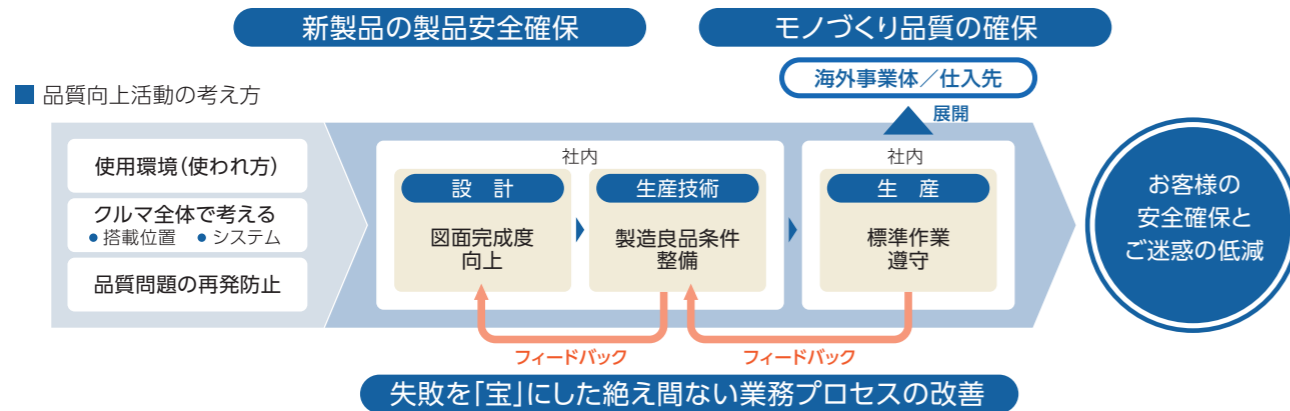 新製品の製品安全確保
モノづくり品質の確保
海外事業体／仕入先
■ 品質向上活動の考え方
展開
使用環境（使われ方）
クルマ全体で考える
● 搭載位置 ● システム
品質問題の再発防止
社内
設 計
図面完成度
向上
生産技術
製造良品条件
整備
社内
生 産
標準作業
遵守
お客様の
安全確保と
ご迷惑の低減
フィードバック
フィードバック
失敗を「宝」にした絶え間ない業務プロセスの改善